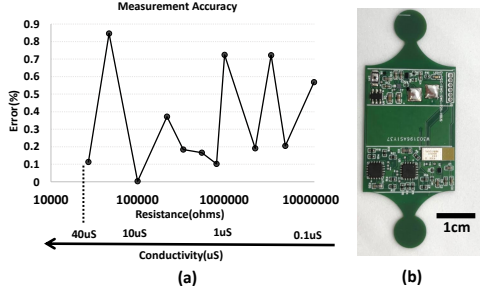 Measurement Accuracy
(a)
Error(%)
0.9
0.8
0.7
0.6
0.5
0.4
0.3
0.2
0.1
0
10000 100000 1000000 10000000
Resistance(ohms)
40uS 10uS 1uS 0.1uS
Conductivity(uS)
(a)
(b)
1cm